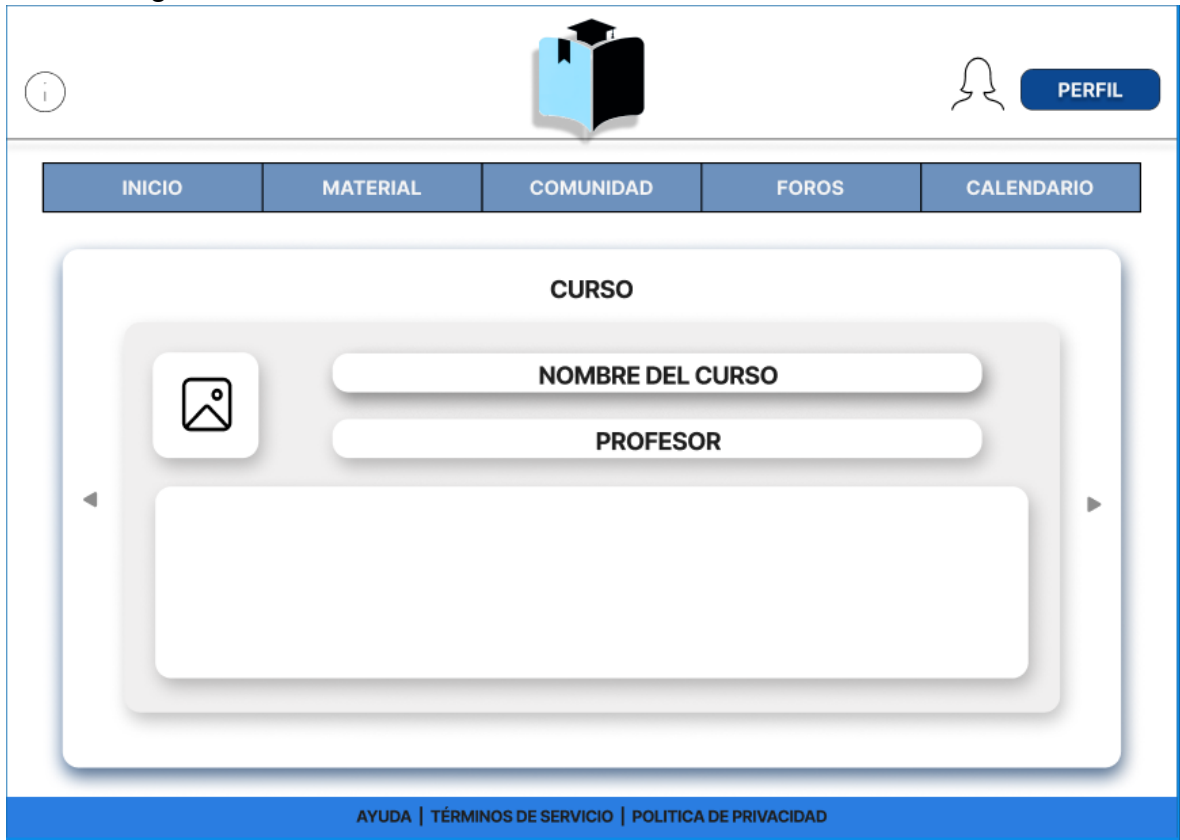 PERFIL
INICIO MATERIAL COMUNIDAD FOROS CALENDARIO
CURSO
NOMBRE DEL CURSO
PROFESOR
AYUDA | TÉRMINOS DE SERVICIO | POLITICA DE PRIVACIDAD